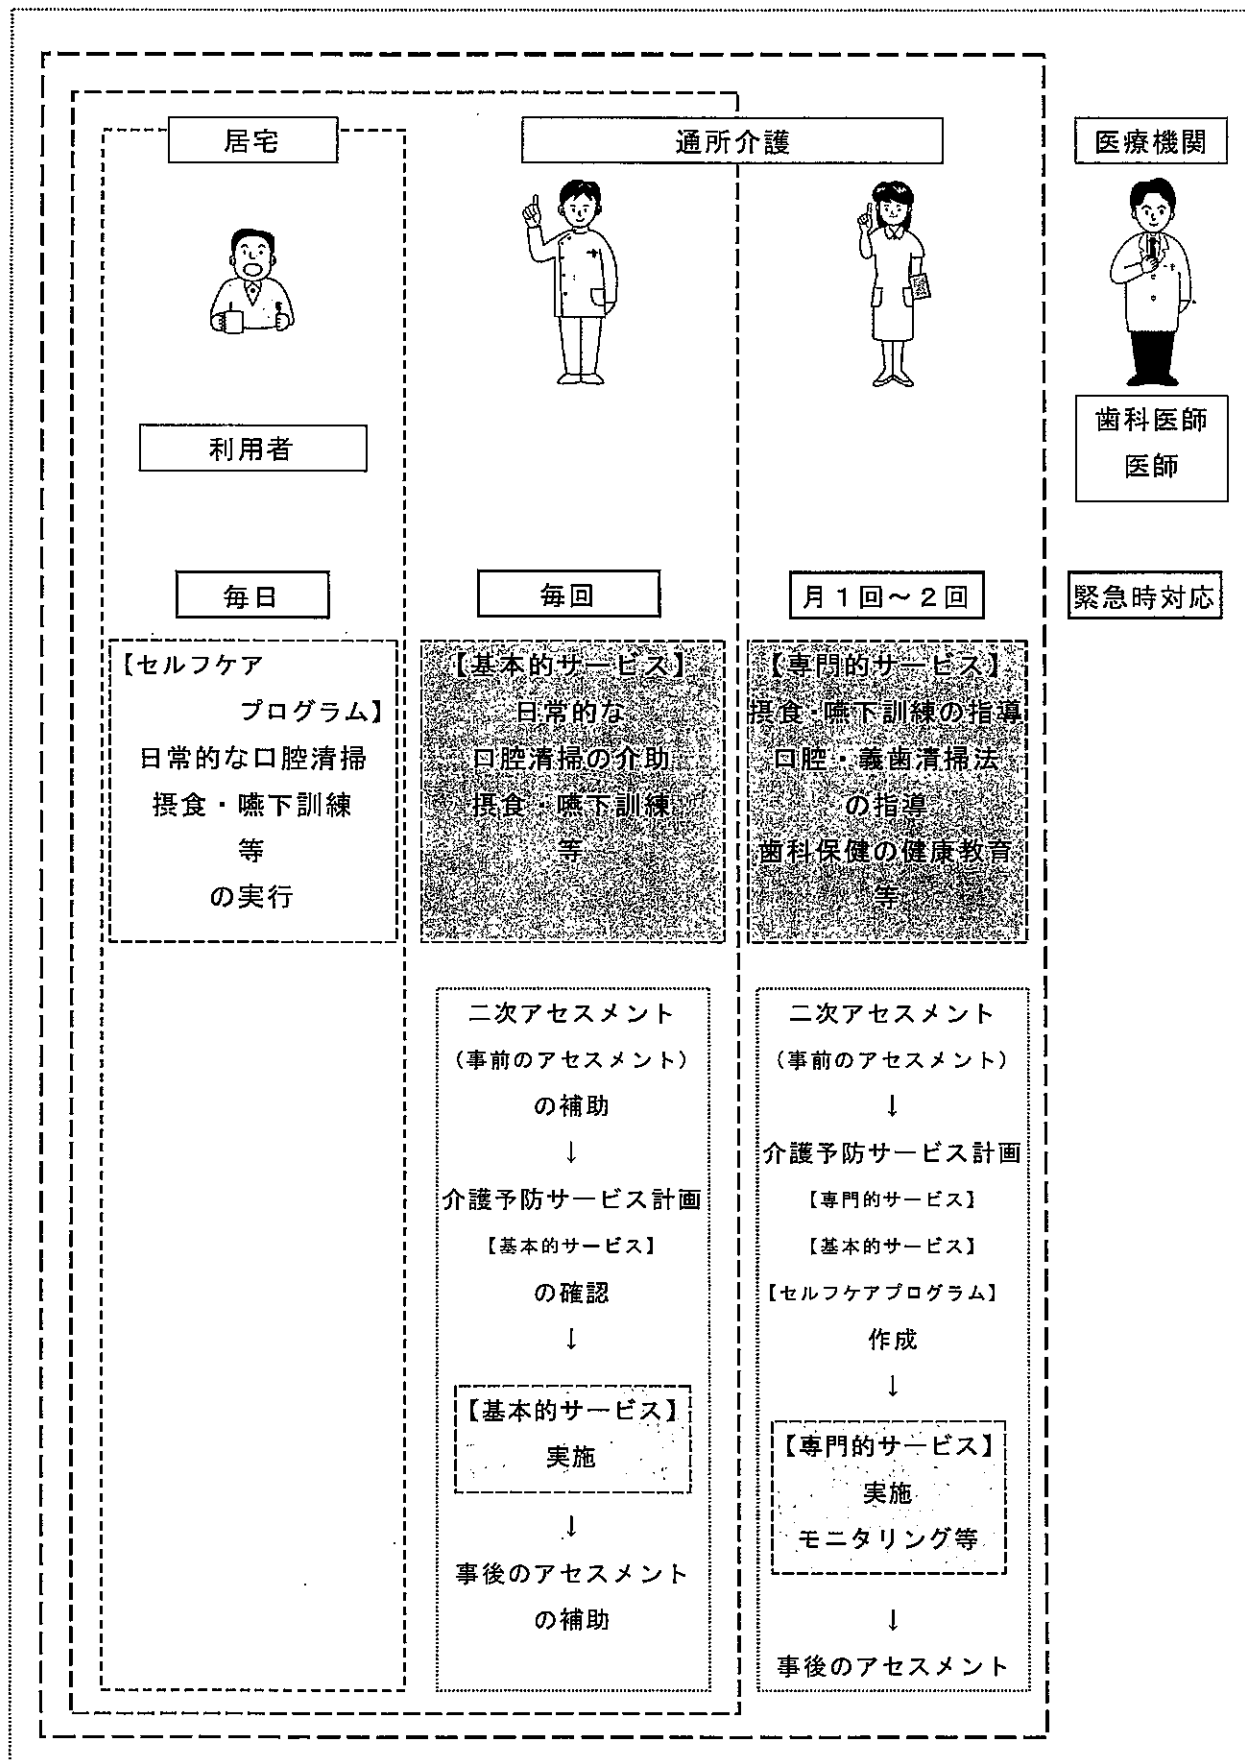 居宅
通所介護
医療機関
利用者
歯科医師
医師
毎日
毎回
月１回～２回
緊急時対応
【セルフケア
プログラム】
日常的な口腔清掃
摂食・嚥下訓練
等
の実行
【基本的サービス】
日常的な
口腔清掃の介助
摂食・嚥下訓練
等
【専門的サービス】
摂食・嚥下訓練の指導
口腔・義歯清掃法
の指導
歯科保健の健康教育
等
二次アセスメント
（事前のアセスメント）
の補助
↓
介護予防サービス計画
【基本的サービス】
の確認
↓
【基本的サービス】
実施
↓
事後のアセスメント
の補助
二次アセスメント
（事前のアセスメント）
↓
介護予防サービス計画
【専門的サービス】
【基本的サービス】
【セルフケアプログラム】
作成
↓
【専門的サービス】
実施
モニタリング等
↓
事後のアセスメント